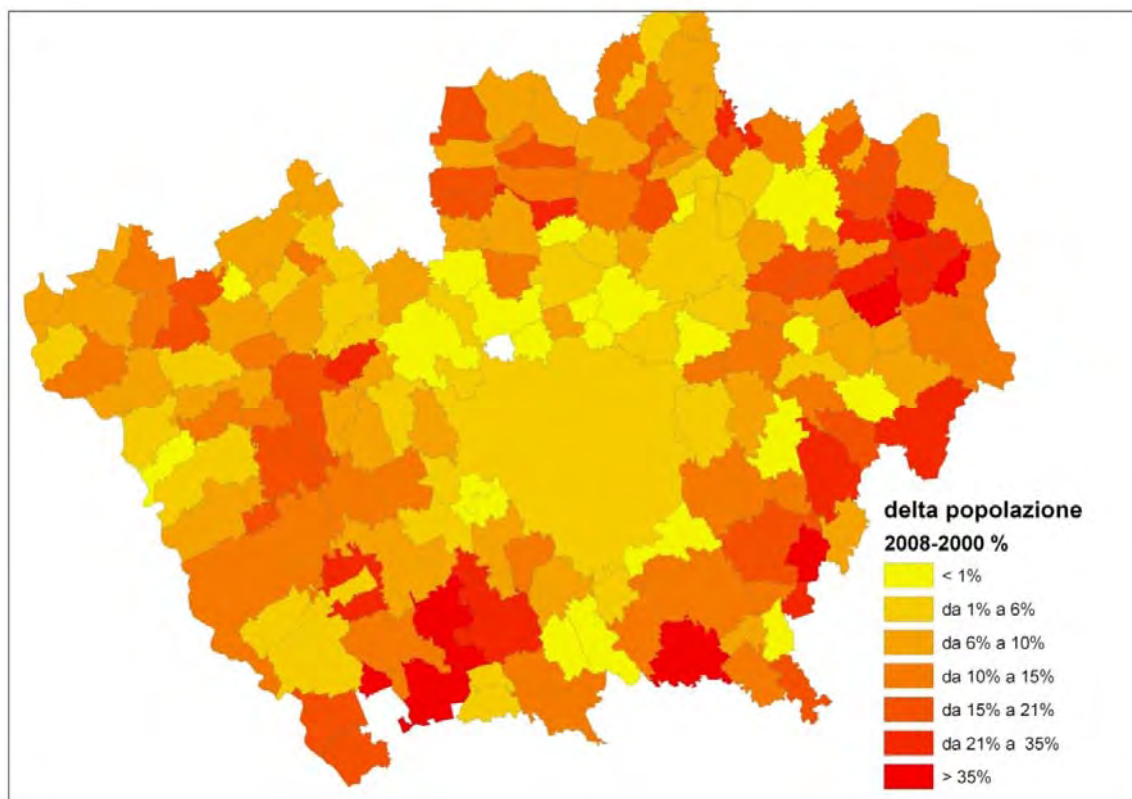 delta popolazione
2008-2000 %
< 1%
da 1% a 6%
da 6% a 10%
da 10% a 15%
da 15% a 21%
da 21% a 35%
> 35%